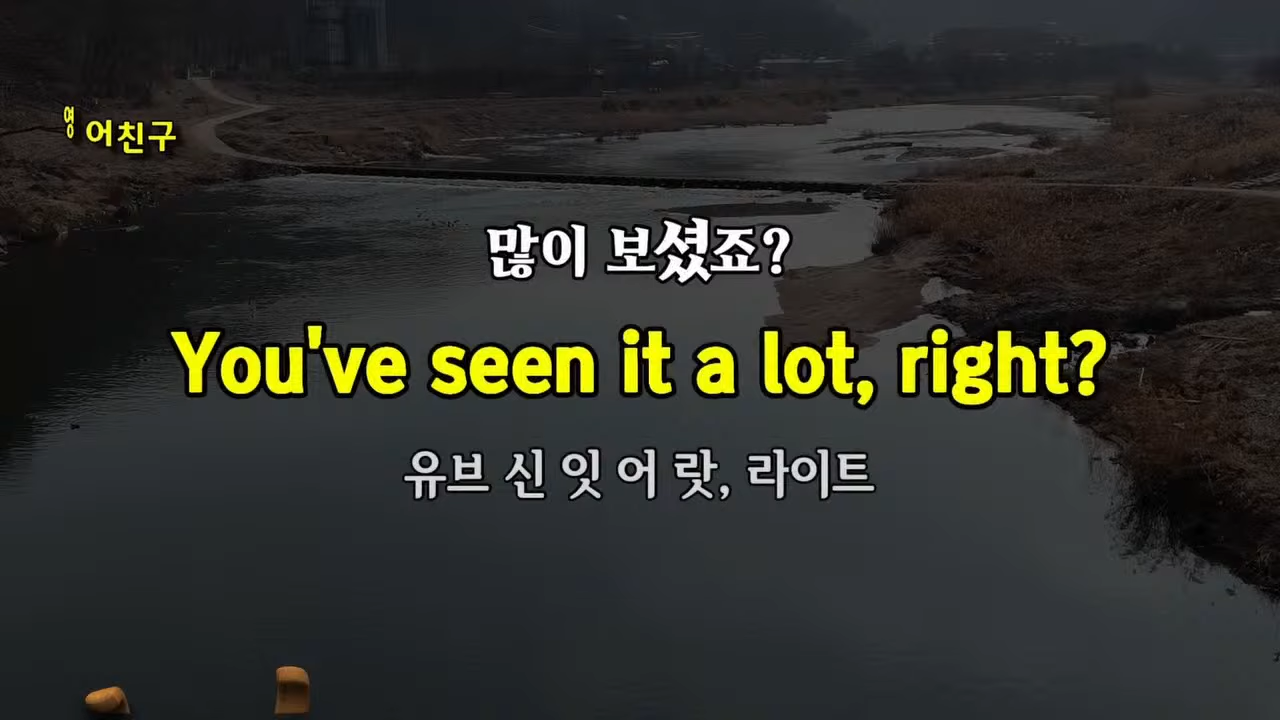 영어친구
많이 보셨죠?
You've seen it a lot, right?
유브 신 잇 어 랏, 라이트